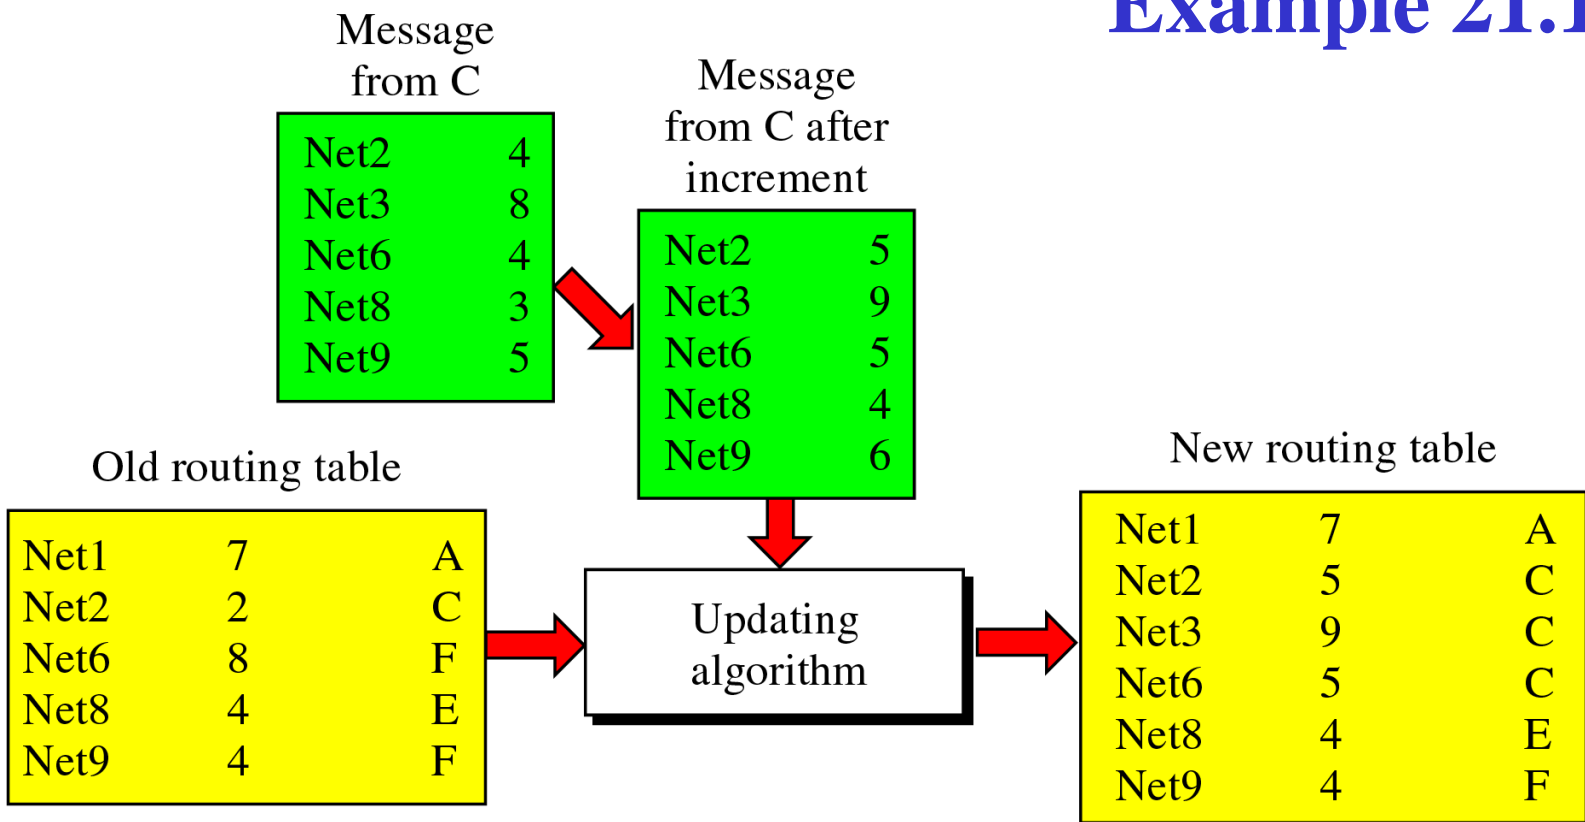 Example 21.1
Message
from C
Net2 4
Net3 8
Net6 4
Net8 3
Net9 5
Message
from C after
increment
Net2 5
Net3 9
Net6 5
Net8 4
Net9 6
Old routing table
Net1 7 A
Net2 2 C
Net6 8 F
Net8 4 E
Net9 4 F
Updating
algorithm
New routing table
Net1 7 A
Net2 5 C
Net3 9 C
Net6 5 C
Net8 4 E
Net9 4 F